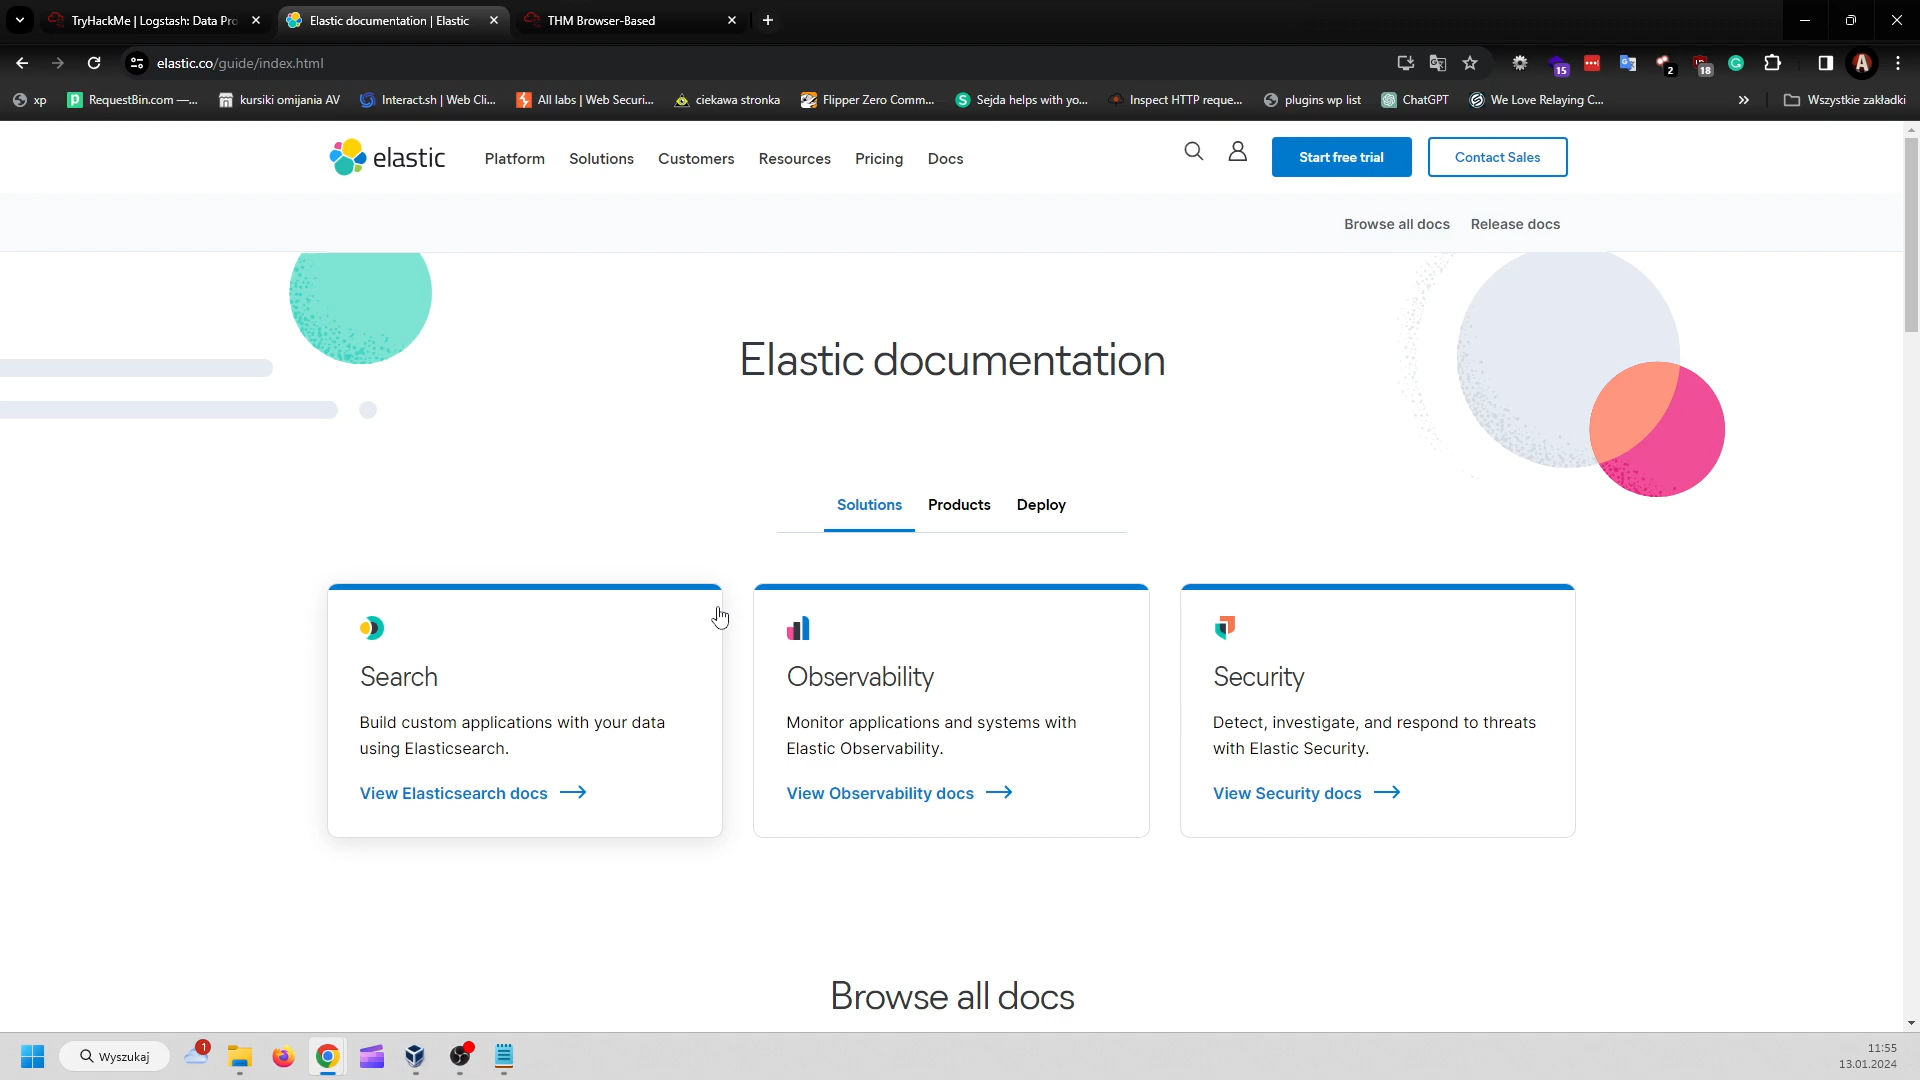 TryHackMe | Logstash: Data Pro
Elastic documentation | Elastic
THM Browser-Based
elastic.co/guide/index.html
15
2
18
A
xp
RequestBin.com —...
kursiki omijania AV
Interact.sh | Web Cli...
All labs | Web Securi...
ciekawa stronka
Flipper Zero Comm...
Sejda helps with yo...
Inspect HTTP reque...
plugins wp list
ChatGPT
We Love Relaying C...
Wszystkie zakładki
elastic
Platform
Solutions
Customers
Resources
Pricing
Docs
Start free trial
Contact Sales
Browse all docs
Release docs
Elastic documentation
Solutions
Products
Deploy
Search
Build custom applications with your data
using Elasticsearch.
View Elasticsearch docs
Observability
Monitor applications and systems with
Elastic Observability.
View Observability docs
Security
Detect, investigate, and respond to threats
with Elastic Security.
View Security docs
Browse all docs
Wyszukaj
1
11:55
13.01.2024